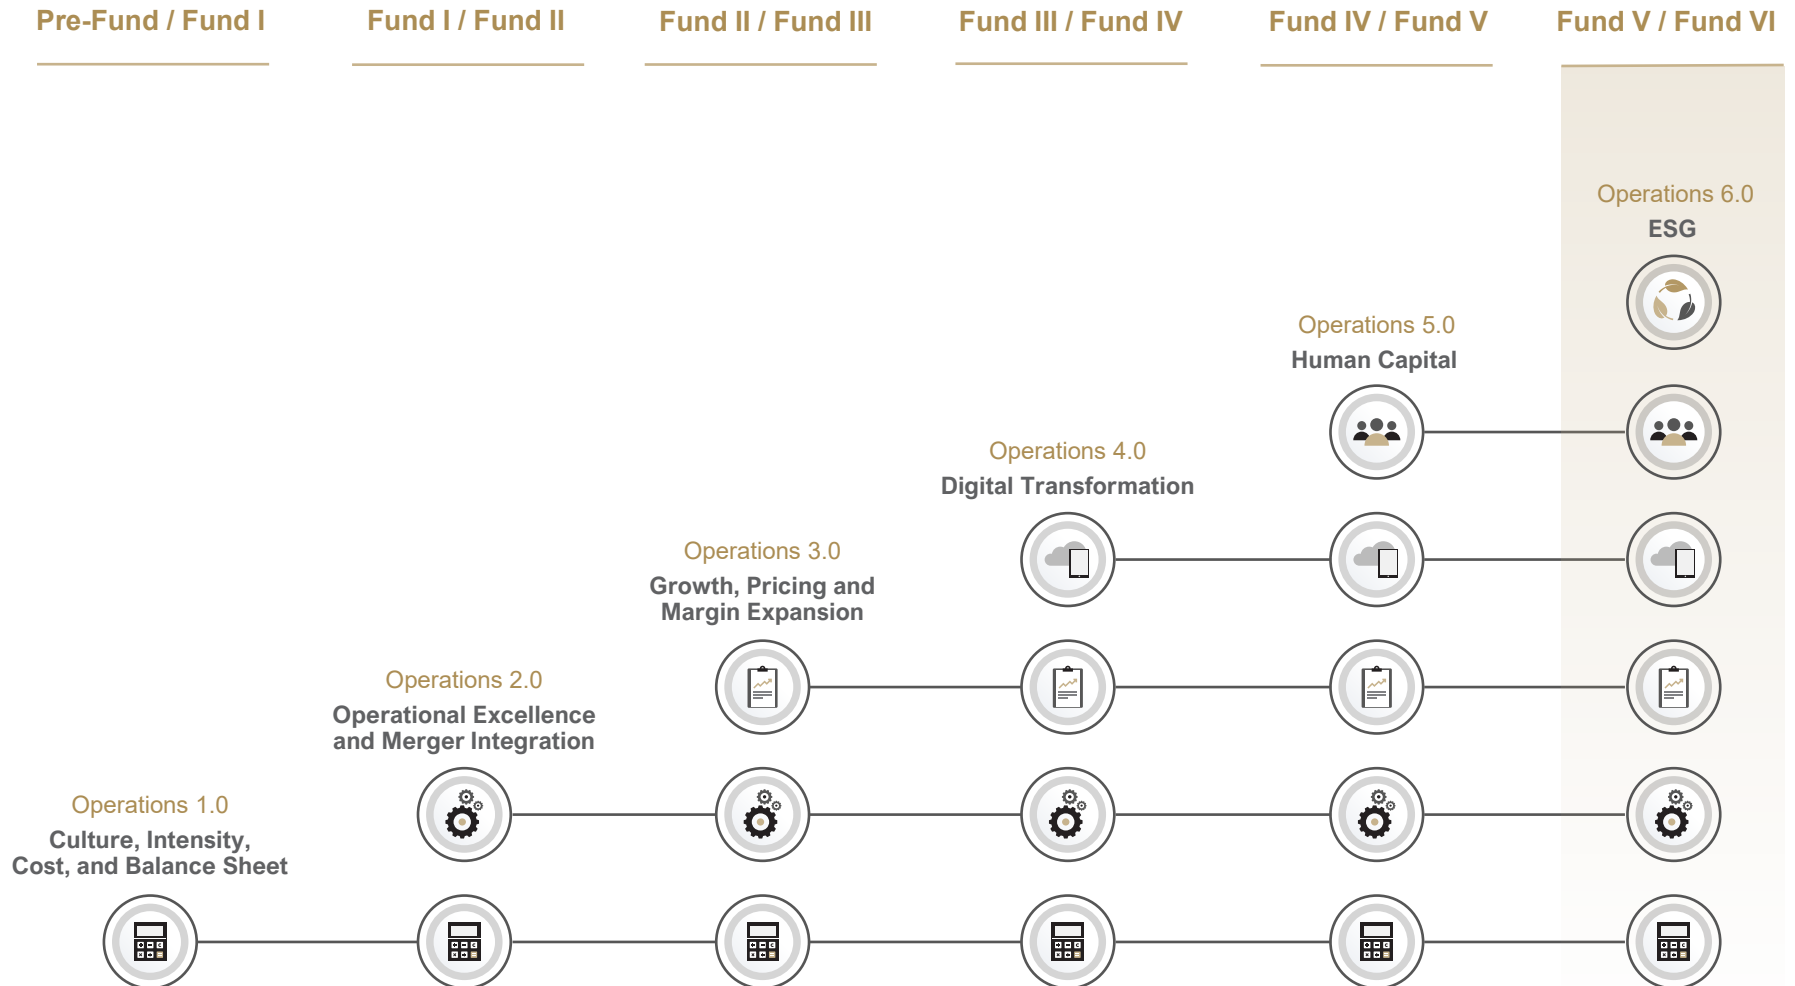 Pre-Fund / Fund I
Fund I / Fund II
Fund II / Fund III
Fund III / Fund IV
Fund IV / Fund V
Fund V / Fund VI
Operations 6.0
ESG
Operations 5.0
Human Capital
Operations 4.0
Digital Transformation
Operations 3.0
Growth, Pricing and
Margin Expansion
Operations 2.0
Operational Excellence
and Merger Integration
Operations 1.0
Culture, Intensity,
Cost, and Balance Sheet